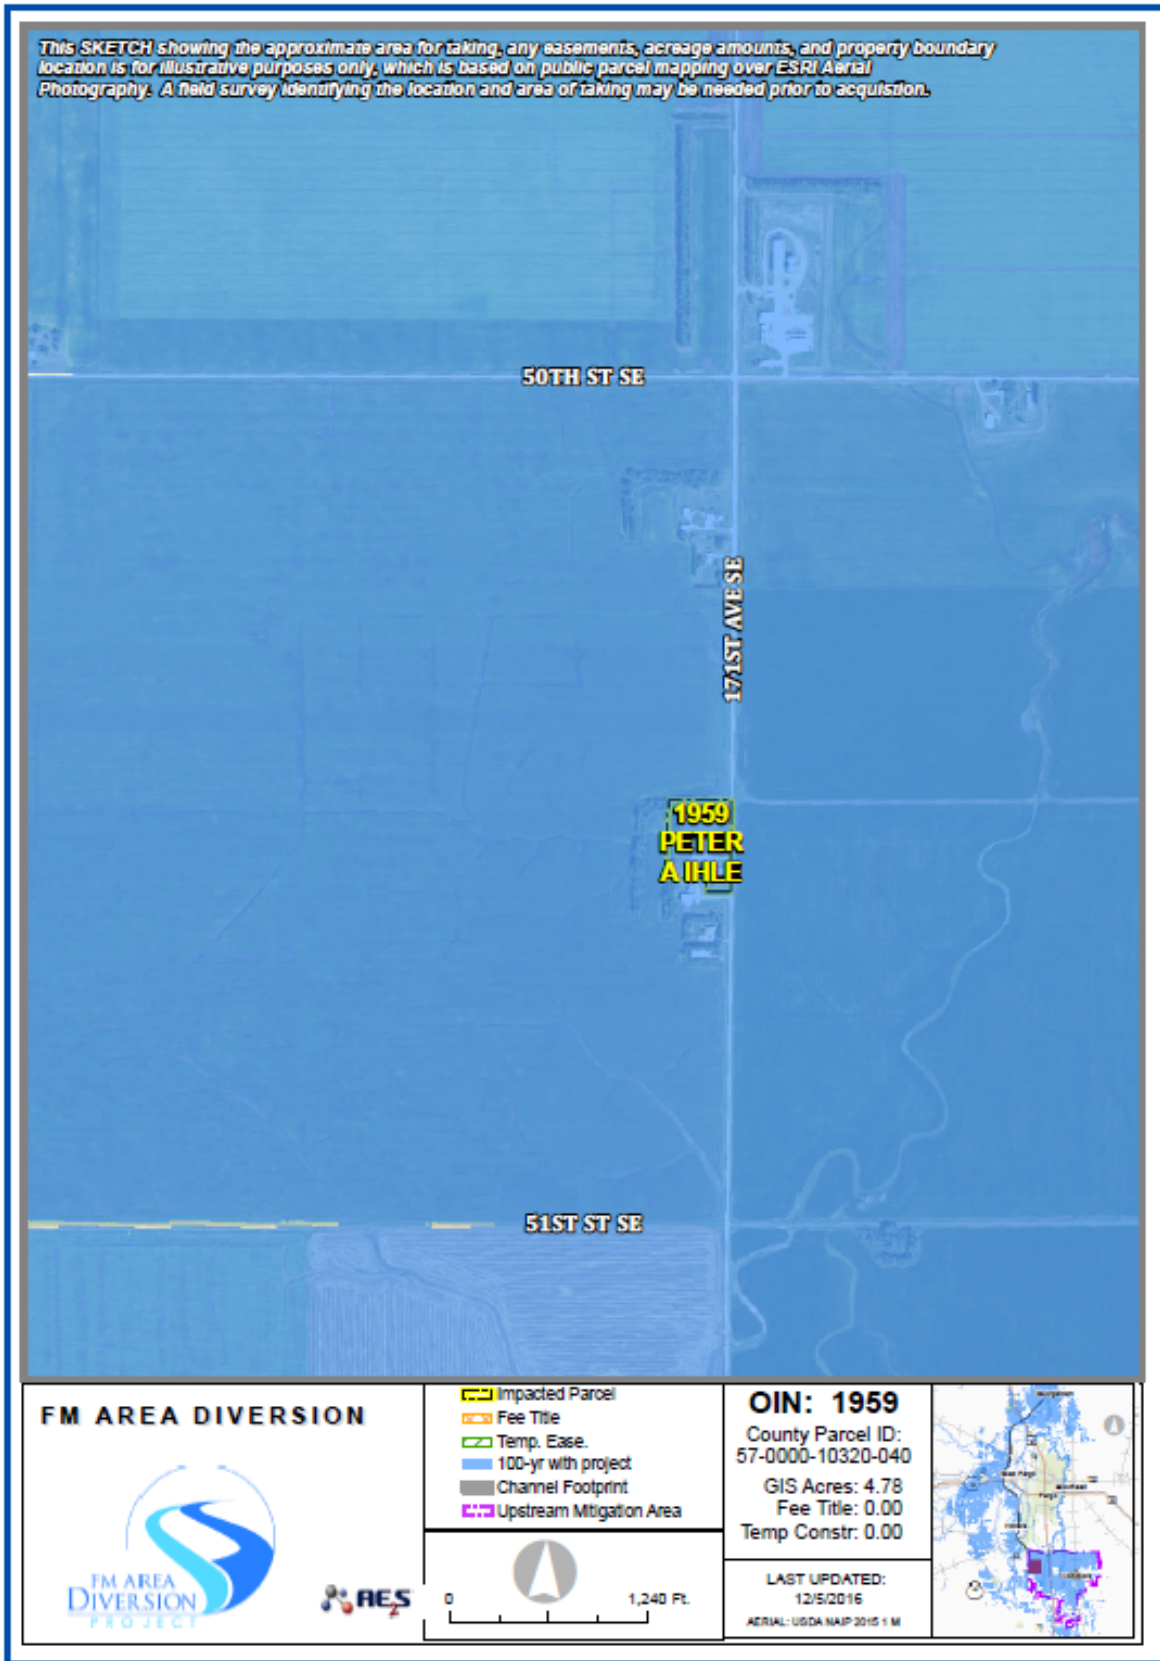 This SKETCH showing the approximate area for taking, any easements, acreage amounts, and property boundary
location is for illustrative purposes only, which is based on public parcel mapping over ESRI Aerial
Photography. A field survey identifying the location and area of taking may be needed prior to acquistion.
50TH ST SE
171ST AVE SE
1959
PETER
A IHLE
51ST ST SE
FM AREA DIVERSION
FM AREA
DIVERSION
PROJECT
AE2S
Impacted Parcel
Fee Title
Temp. Ease.
100-yr with project
Channel Footprint
Upstream Mitigation Area
0
1,240 Ft.
OIN: 1959
County Parcel ID:
57-0000-10320-040
GIS Acres: 4.78
Fee Title: 0.00
Temp Constr: 0.00
LAST UPDATED:
12/5/2016
AERIAL: USDA NAIP 2015 1 M
West Fargo
Fargo
Moorhead